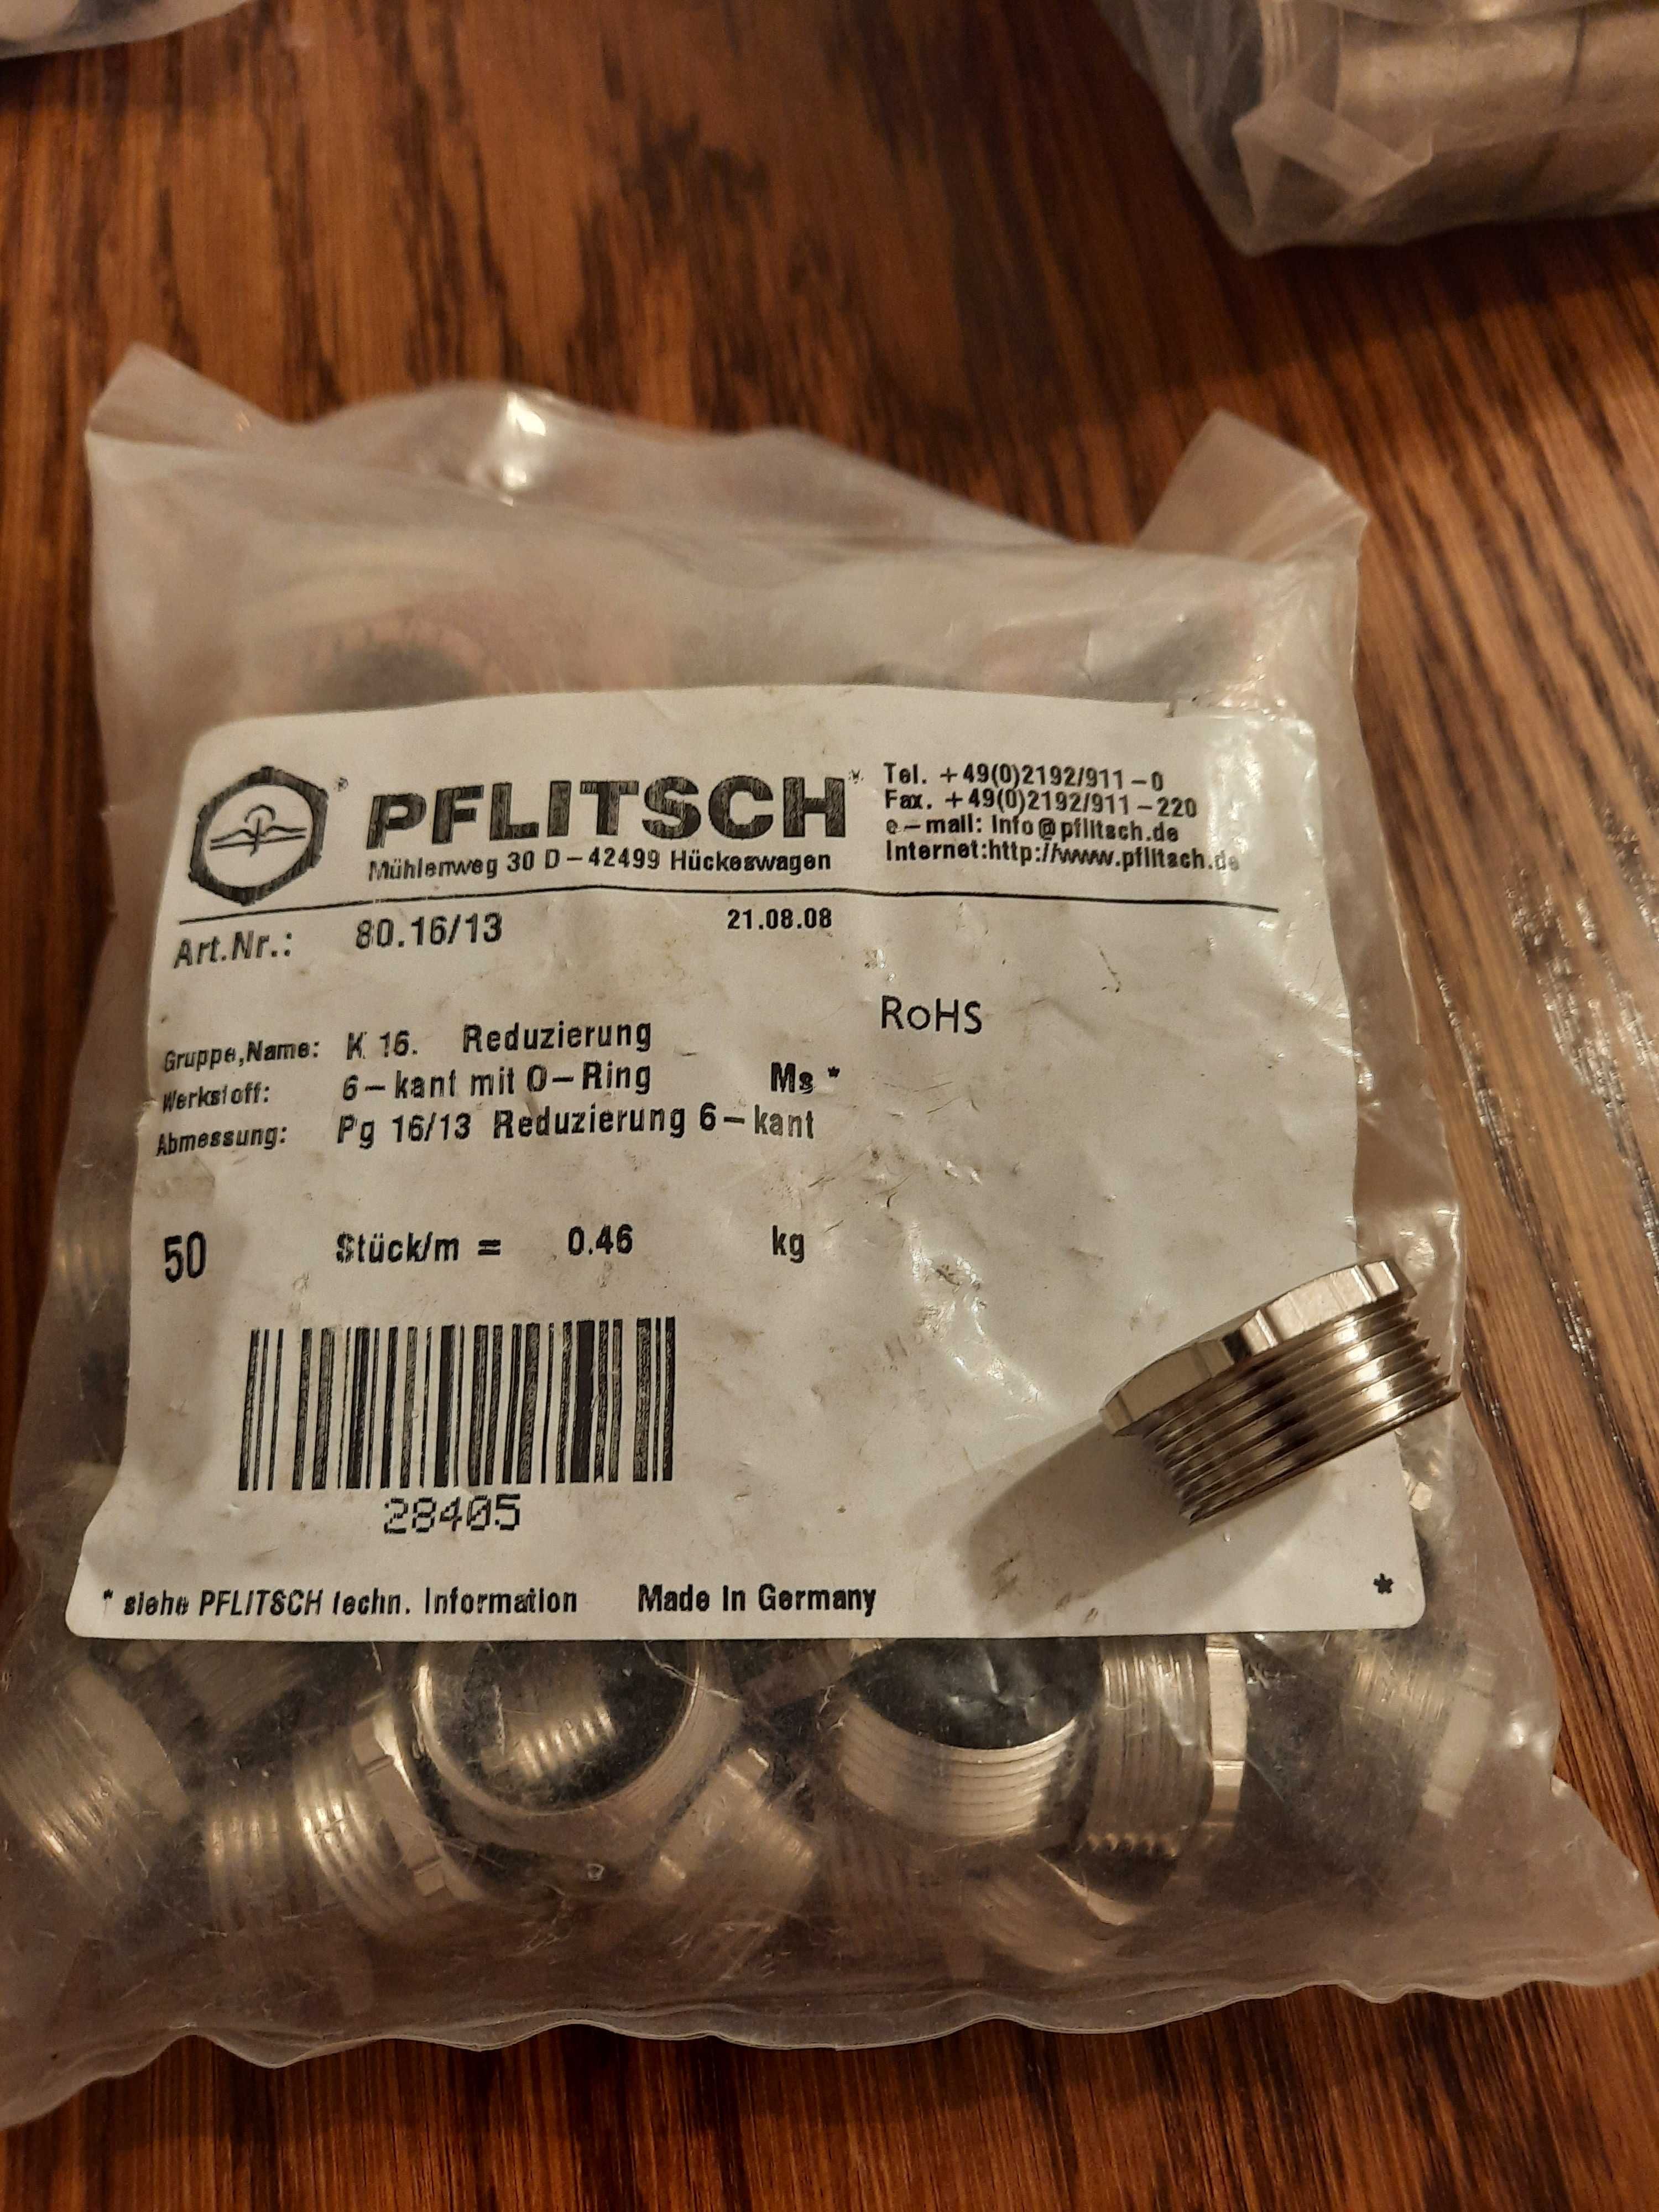 PFLITSCH
Mühlenweg 30 D-42499 Hückeswagen
Tel. +49(0)2192/911-0
Fax. +49(0)2192/911-220
e-mail: info@pflitsch.de
Internet:http://www.pflitsch.de
Art.Nr.: 80.16/13 21.08.08
RoHS
Gruppe,Name: K 16. Reduzierung
Werkstoff: 6-kant mit O-Ring Ms *
Abmessung: Pg 16/13 Reduzierung 6-kant
50 Stück/m = 0.46 kg
28405
* siehe PFLITSCH techn. Information Made in Germany *